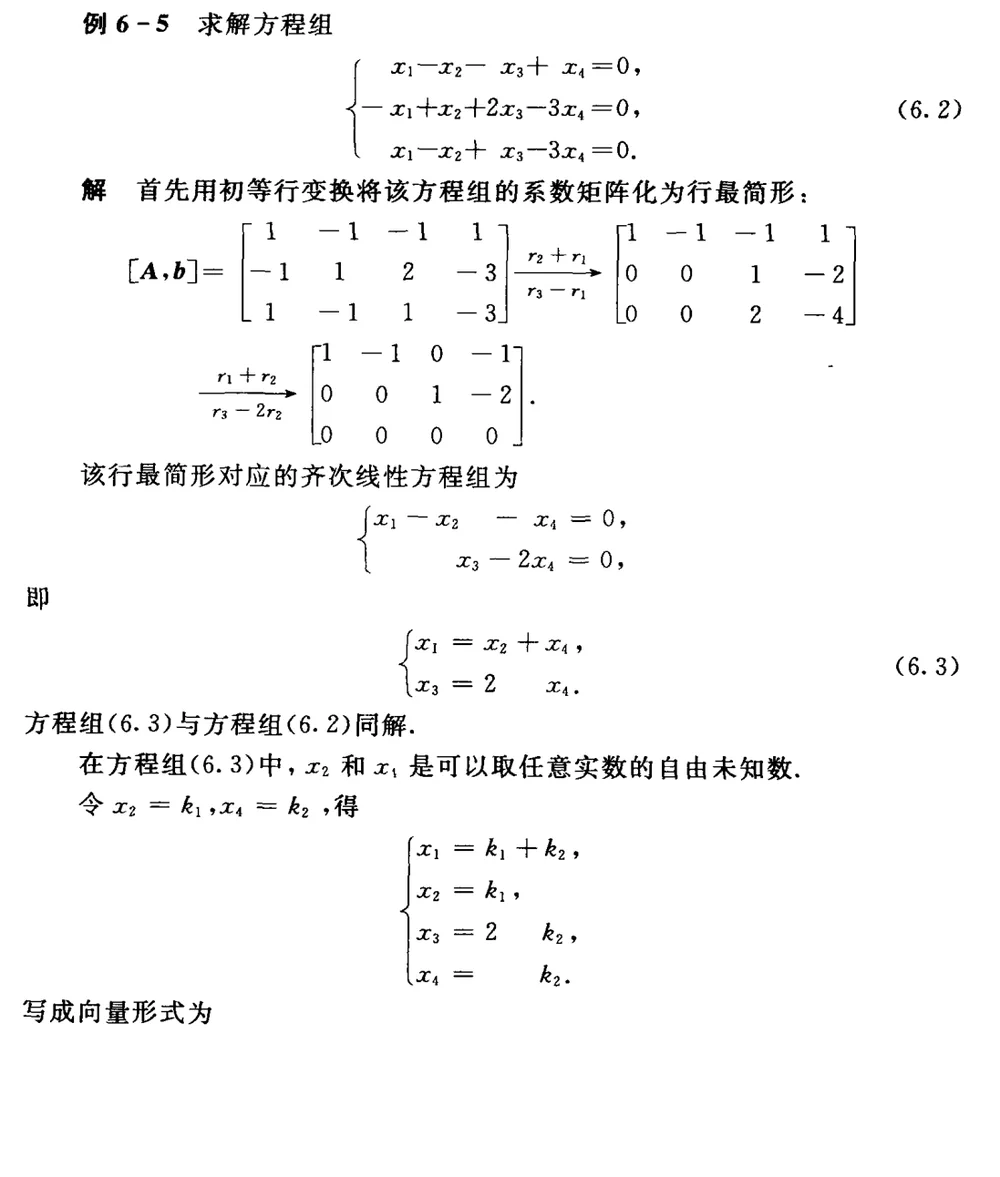 例 6-5 求解方程组
x₁-x₂- x₃+ x₄=0,
-x₁+x₂+2x₃-3x₄=0, (6.2)
x₁-x₂+ x₃-3x₄=0.
解 首先用初等行变换将该方程组的系数矩阵化为行最简形:
[A,b]= [1 -1 -1 1; -1 1 2 -3; 1 -1 1 -3] r₂+r₁ r₃-r₁ → [1 -1 -1 1; 0 0 1 -2; 0 0 2 -4]
r₁+r₂ r₃-2r₂ → [1 -1 0 -1; 0 0 1 -2; 0 0 0 0].
该行最简形对应的齐次线性方程组为
x₁-x₂ - x₄=0,
x₃-2x₄=0,
即
x₁=x₂+x₄,
x₃=2 x₄. (6.3)
方程组(6.3)与方程组(6.2)同解.
在方程组(6.3)中,x₂ 和 x₄ 是可以取任意实数的自由未知数.
令 x₂=k₁,x₄=k₂,得
x₁=k₁+k₂,
x₂=k₁,
x₃=2 k₂,
x₄= k₂.
写成向量形式为